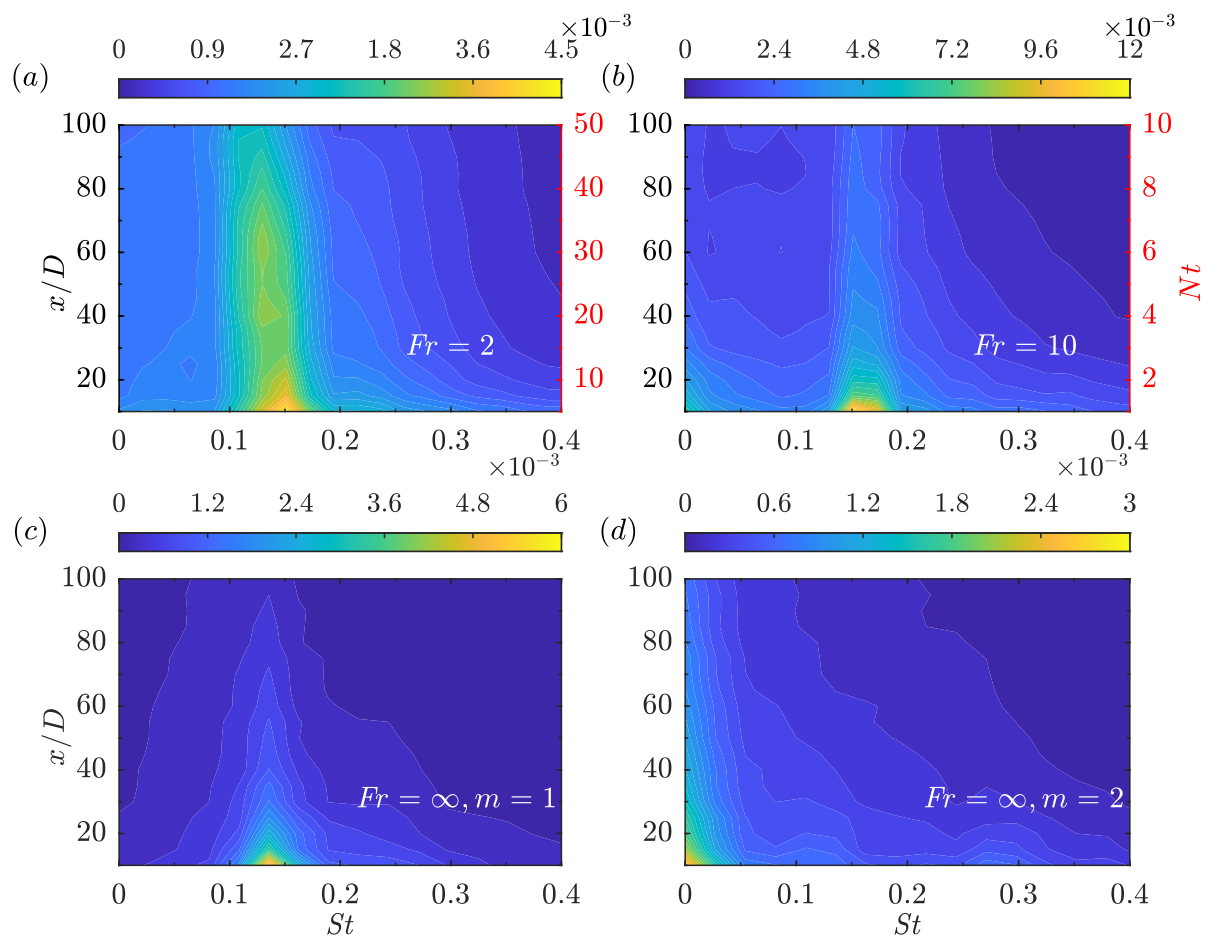 ×10⁻³ ×10⁻³
0 0.9 2.7 1.8 3.6 4.5 0 2.4 4.8 7.2 9.6 12
(a) (b)
100 50 100 10
80 40 80 8
x/D 60 30 60 6 Nt
40 20 40 4
Fr = 2 Fr = 10
20 10 20 2
0 0.1 0.2 0.3 0.4 0 0.1 0.2 0.3 0.4
×10⁻³ ×10⁻³
0 1.2 2.4 3.6 4.8 6 0 0.6 1.2 1.8 2.4 3
(c) (d)
100 100
80 80
x/D 60 60
40 40
Fr = ∞, m = 1 Fr = ∞, m = 2
20 20
0 0.1 0.2 0.3 0.4 0 0.1 0.2 0.3 0.4
St St